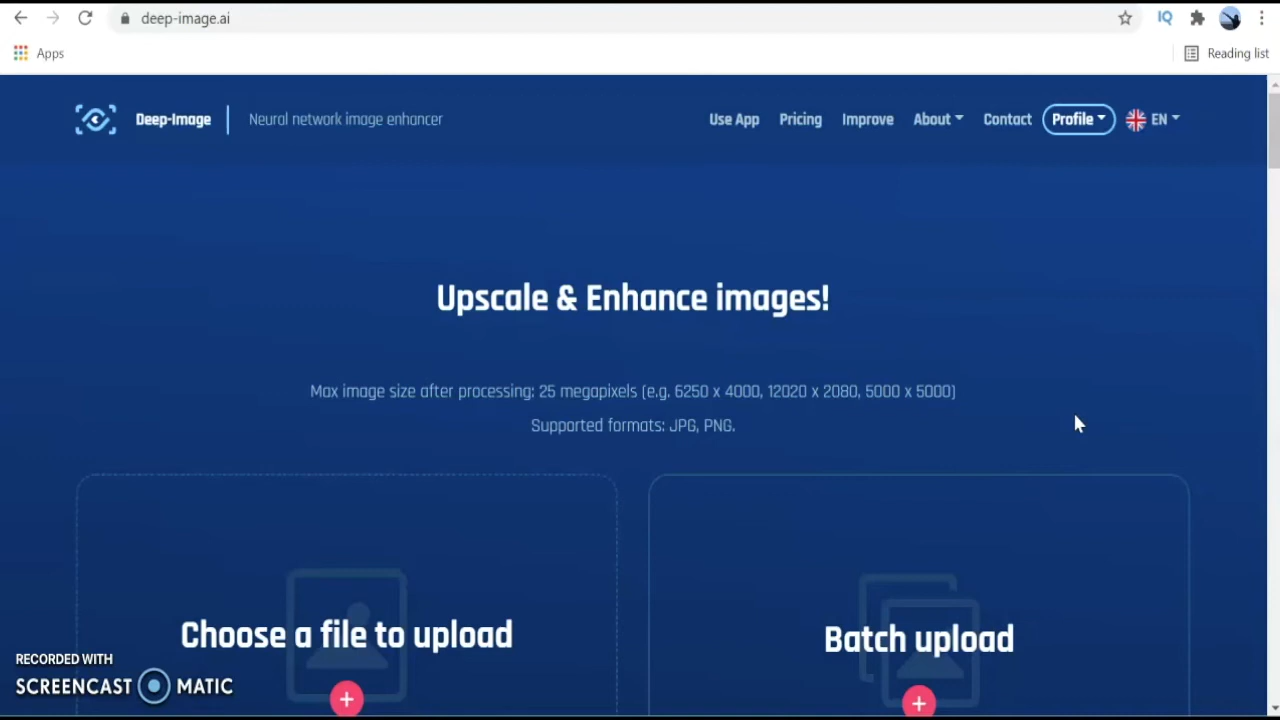 deep-image.ai
IQ
Apps
Reading list
Deep-Image
Neural network image enhancer
Use App
Pricing
Improve
About
Contact
Profile
EN
Upscale & Enhance images!
Max image size after processing: 25 megapixels (e.g. 6250 x 4000, 12020 x 2080, 5000 x 5000)
Supported formats: JPG, PNG.
Choose a file to upload
Batch upload
RECORDED WITH
SCREENCAST MATIC